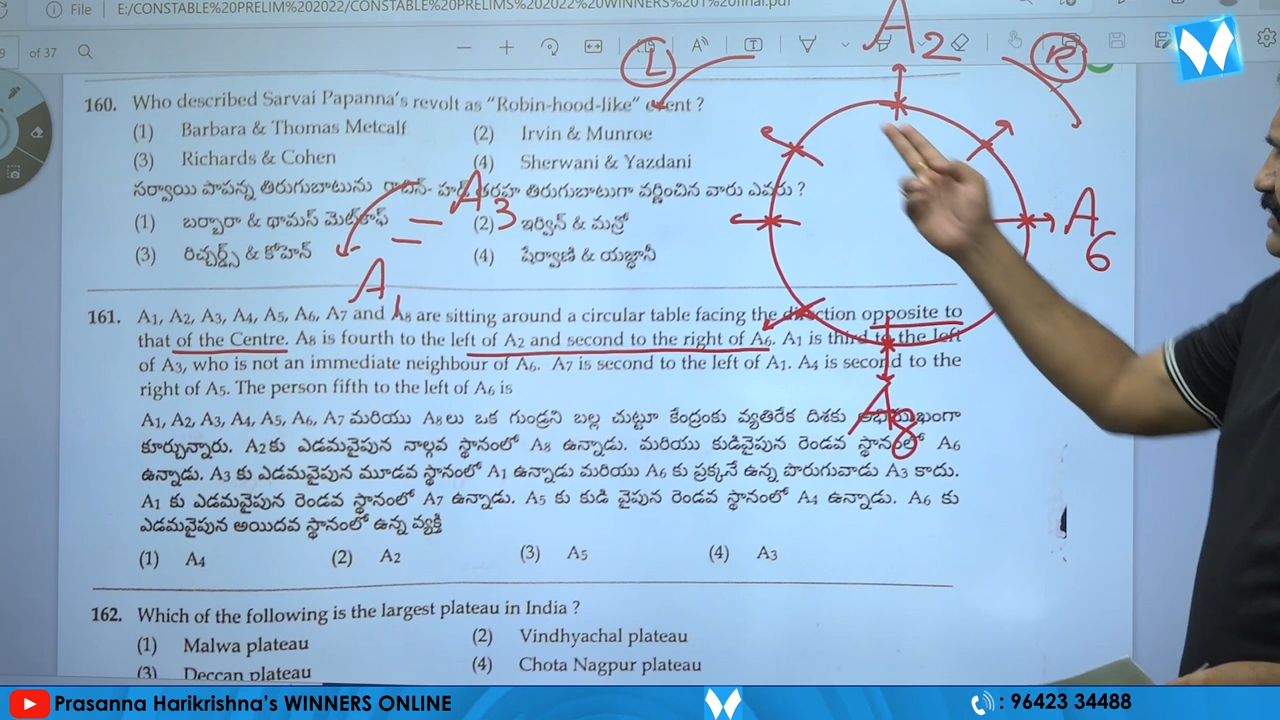 File | E:/CONSTABLE%20PRELIM%202022/CONSTABLE%20PRELIMS%202022%20WINNERS%201%20final.pdf
9 of 37
A2
L
R
160. Who described Sarvai Papanna's revolt as "Robin-hood-like" event ?
(1) Barbara & Thomas Metcalf (2) Irvin & Munroe
(3) Richards & Cohen (4) Sherwani & Yazdani
సర్వాయి పాపన్న తిరుగుబాటును తరహా తిరుగుబాటుగా వర్ణించిన వారు ఎవరు ?
(1) బర్బారా & థామస్ మెట్‌కాఫ్ (2) ఇర్విన్ & మన్రో
(3) రిచర్డ్స్ & కోహెన్ (4) షేర్వాణి & యజ్దానీ
A3
A1
A6
161. A1, A2, A3, A4, A5, A6, A7 and A8 are sitting around a circular table facing the direction opposite to
that of the Centre. A8 is fourth to the left of A2 and second to the right of A6. A1 is third to the left
of A3, who is not an immediate neighbour of A6. A7 is second to the left of A1. A4 is second to the
right of A5. The person fifth to the left of A6 is
A8
A1, A2, A3, A4, A5, A6, A7 మరియు A8 లు ఒక గుండ్రని బల్ల చుట్టూ కేంద్రంకు వ్యతిరేక దిశకు అభిముఖంగా
కూర్చున్నారు. A2 కు ఎడమవైపున నాల్గవ స్థానంలో A8 ఉన్నాడు. మరియు కుడివైపున రెండవ స్థానంలో A6
ఉన్నాడు. A3 కు ఎడమవైపున మూడవ స్థానంలో A1 ఉన్నాడు మరియు A6 కు ప్రక్కనే ఉన్న పొరుగువాడు A3 కాదు.
A1 కు ఎడమవైపున రెండవ స్థానంలో A7 ఉన్నాడు. A5 కు కుడి వైపున రెండవ స్థానంలో A4 ఉన్నాడు. A6 కు
ఎడమవైపున అయిదవ స్థానంలో ఉన్న వ్యక్తి
(1) A4 (2) A2 (3) A5 (4) A3
162. Which of the following is the largest plateau in India ?
(1) Malwa plateau (2) Vindhyachal plateau
(3) Deccan plateau (4) Chota Nagpur plateau
Prasanna Harikrishna's WINNERS ONLINE : 96423 34488